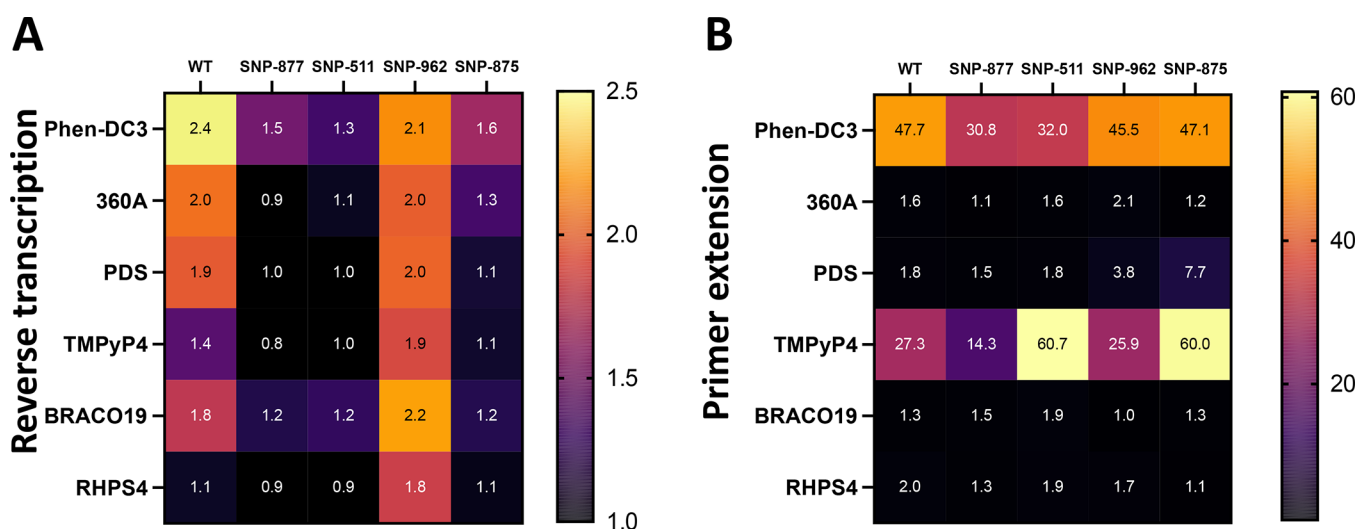 A
WT SNP-877 SNP-511 SNP-962 SNP-875
Reverse transcription
Phen-DC3 2.4 1.5 1.3 2.1 1.6
360A 2.0 0.9 1.1 2.0 1.3
PDS 1.9 1.0 1.0 2.0 1.1
TMPyP4 1.4 0.8 1.0 1.9 1.1
BRACO19 1.8 1.2 1.2 2.2 1.2
RHPS4 1.1 0.9 0.9 1.8 1.1
2.5
2.0
1.5
1.0
B
WT SNP-877 SNP-511 SNP-962 SNP-875
Primer extension
Phen-DC3 47.7 30.8 32.0 45.5 47.1
360A 1.6 1.1 1.6 2.1 1.2
PDS 1.8 1.5 1.8 3.8 7.7
TMPyP4 27.3 14.3 60.7 25.9 60.0
BRACO19 1.3 1.5 1.9 1.0 1.3
RHPS4 2.0 1.3 1.9 1.7 1.1
60
40
20